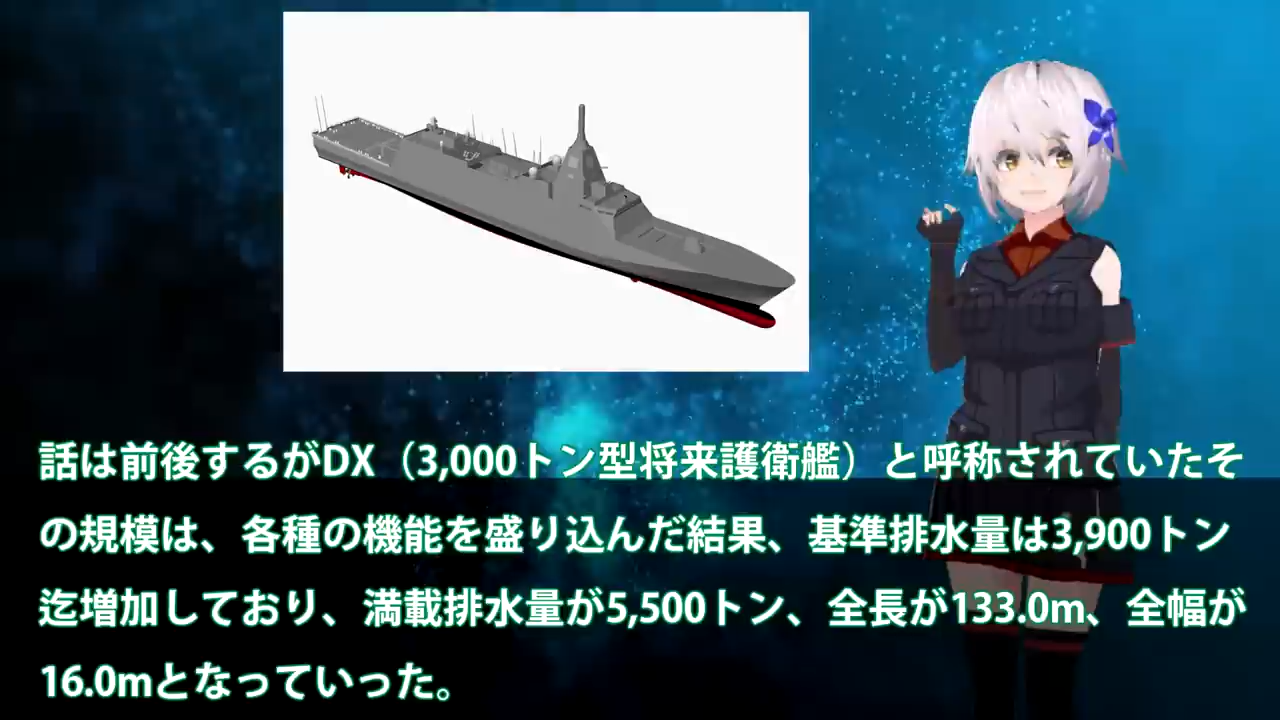 話は前後するがDX（3,000トン型将来護衛艦）と呼称されていたそ
の規模は、各種の機能を盛り込んだ結果、基準排水量は3,900トン
迄増加しており、満載排水量が5,500トン、全長が133.0m、全幅が
16.0mとなっていった。